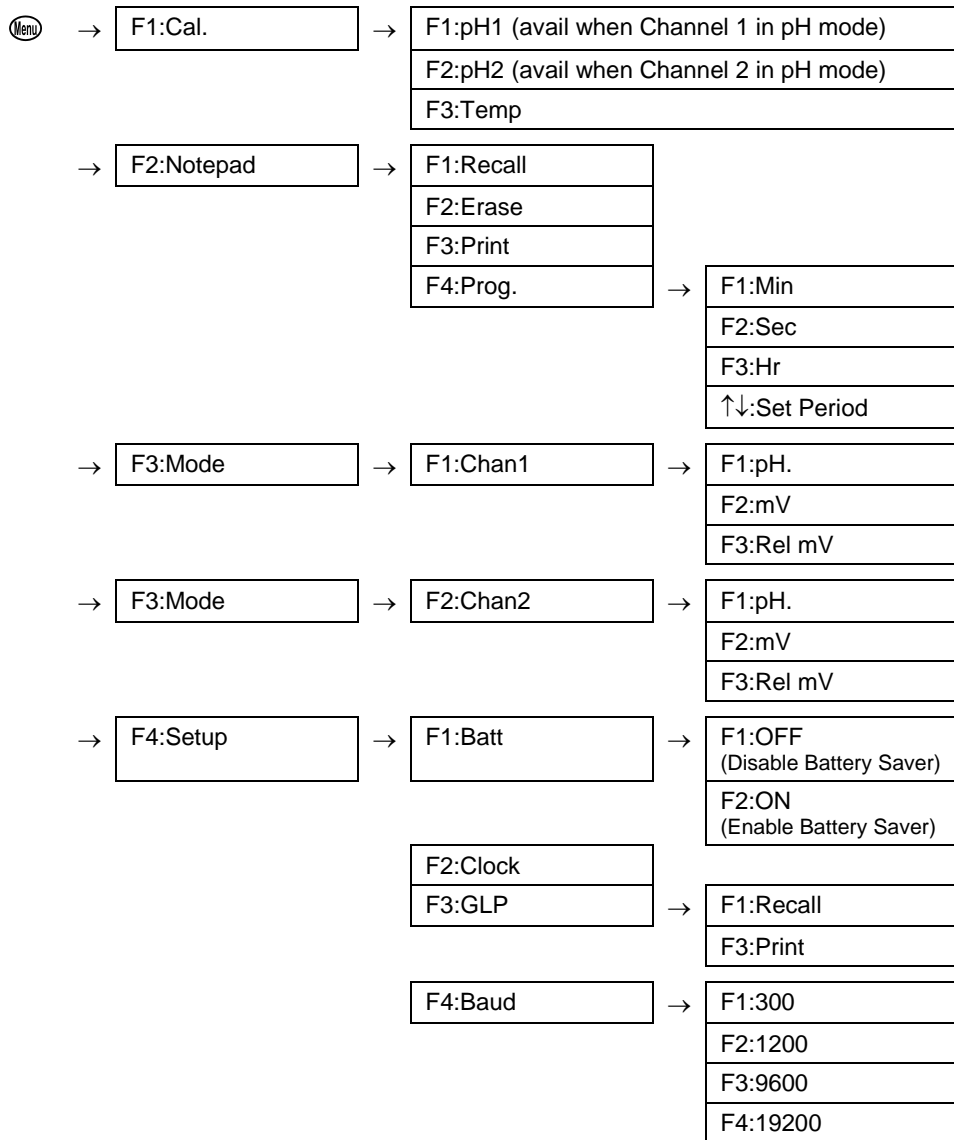 Menu → F1:Cal. → F1:pH1 (avail when Channel 1 in pH mode)
F2:pH2 (avail when Channel 2 in pH mode)
F3:Temp
→ F2:Notepad → F1:Recall
F2:Erase
F3:Print
F4:Prog. → F1:Min
F2:Sec
F3:Hr
↑↓:Set Period
→ F3:Mode → F1:Chan1 → F1:pH.
F2:mV
F3:Rel mV
→ F3:Mode → F2:Chan2 → F1:pH.
F2:mV
F3:Rel mV
→ F4:Setup → F1:Batt → F1:OFF
(Disable Battery Saver)
F2:ON
(Enable Battery Saver)
F2:Clock
F3:GLP → F1:Recall
F3:Print
F4:Baud → F1:300
F2:1200
F3:9600
F4:19200